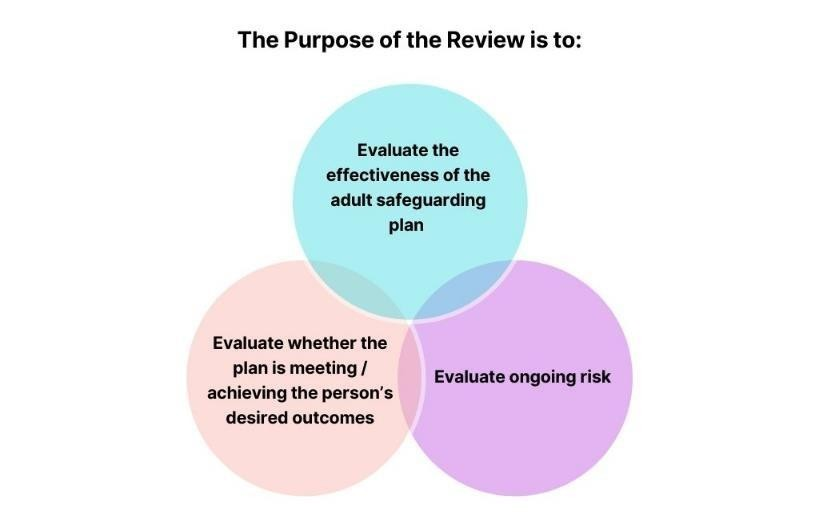 The Purpose of the Review is to:
Evaluate the
effectiveness of the
adult safeguarding
plan
Evaluate whether the
plan is meeting /
achieving the person’s
desired outcomes
Evaluate ongoing risk